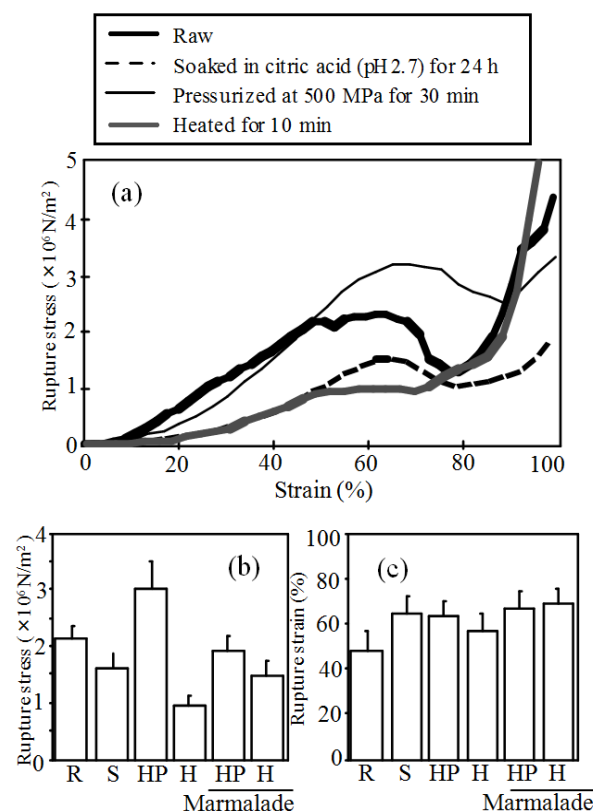 Raw
Soaked in citric acid (pH 2.7) for 24 h
Pressurized at 500 MPa for 30 min
Heated for 10 min
(a)
Rupture stress ( ×10⁶ N/m²)
5
4
3
2
1
0
0 20 40 60 80 100
Strain (%)
(b)
Rupture stress ( ×10⁶ N/m²)
4
3
2
1
0
R S HP H HP H
Marmalade
(c)
Rupture strain (%)
100
80
60
40
20
0
R S HP H HP H
Marmalade